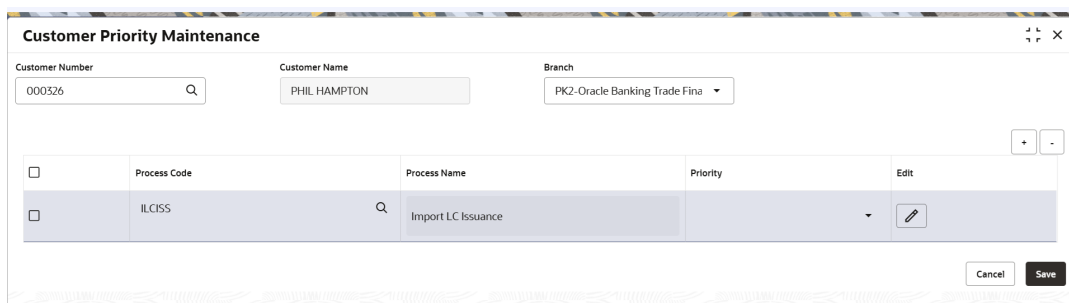 Customer Priority Maintenance
Customer Number
Customer Name
Branch
000326
PHIL HAMPTON
PK2-Oracle Banking Trade Fina
+ -
Process Code
Process Name
Priority
Edit
ILCISS
Import LC Issuance
Cancel
Save